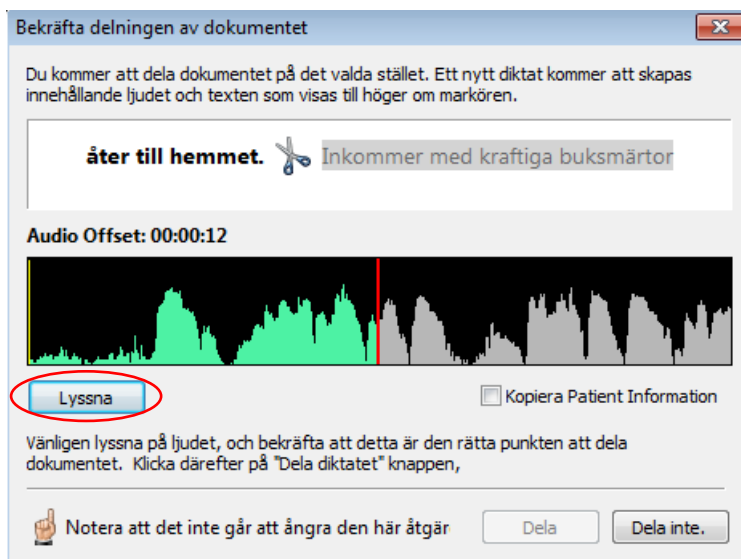 Bekräfta delningen av dokumentet
Du kommer att dela dokumentet på det valda stället. Ett nytt diktat kommer att skapas
innehållande ljudet och texten som visas till höger om markören.
åter till hemmet. Inkommer med kraftiga buksmärtor
Audio Offset: 00:00:12
Lyssna Kopiera Patient Information
Vänligen lyssna på ljudet, och bekräfta att detta är den rätta punkten att dela
dokumentet. Klicka därefter på "Dela diktatet" knappen,
Notera att det inte går att ångra den här åtgär Dela Dela inte.